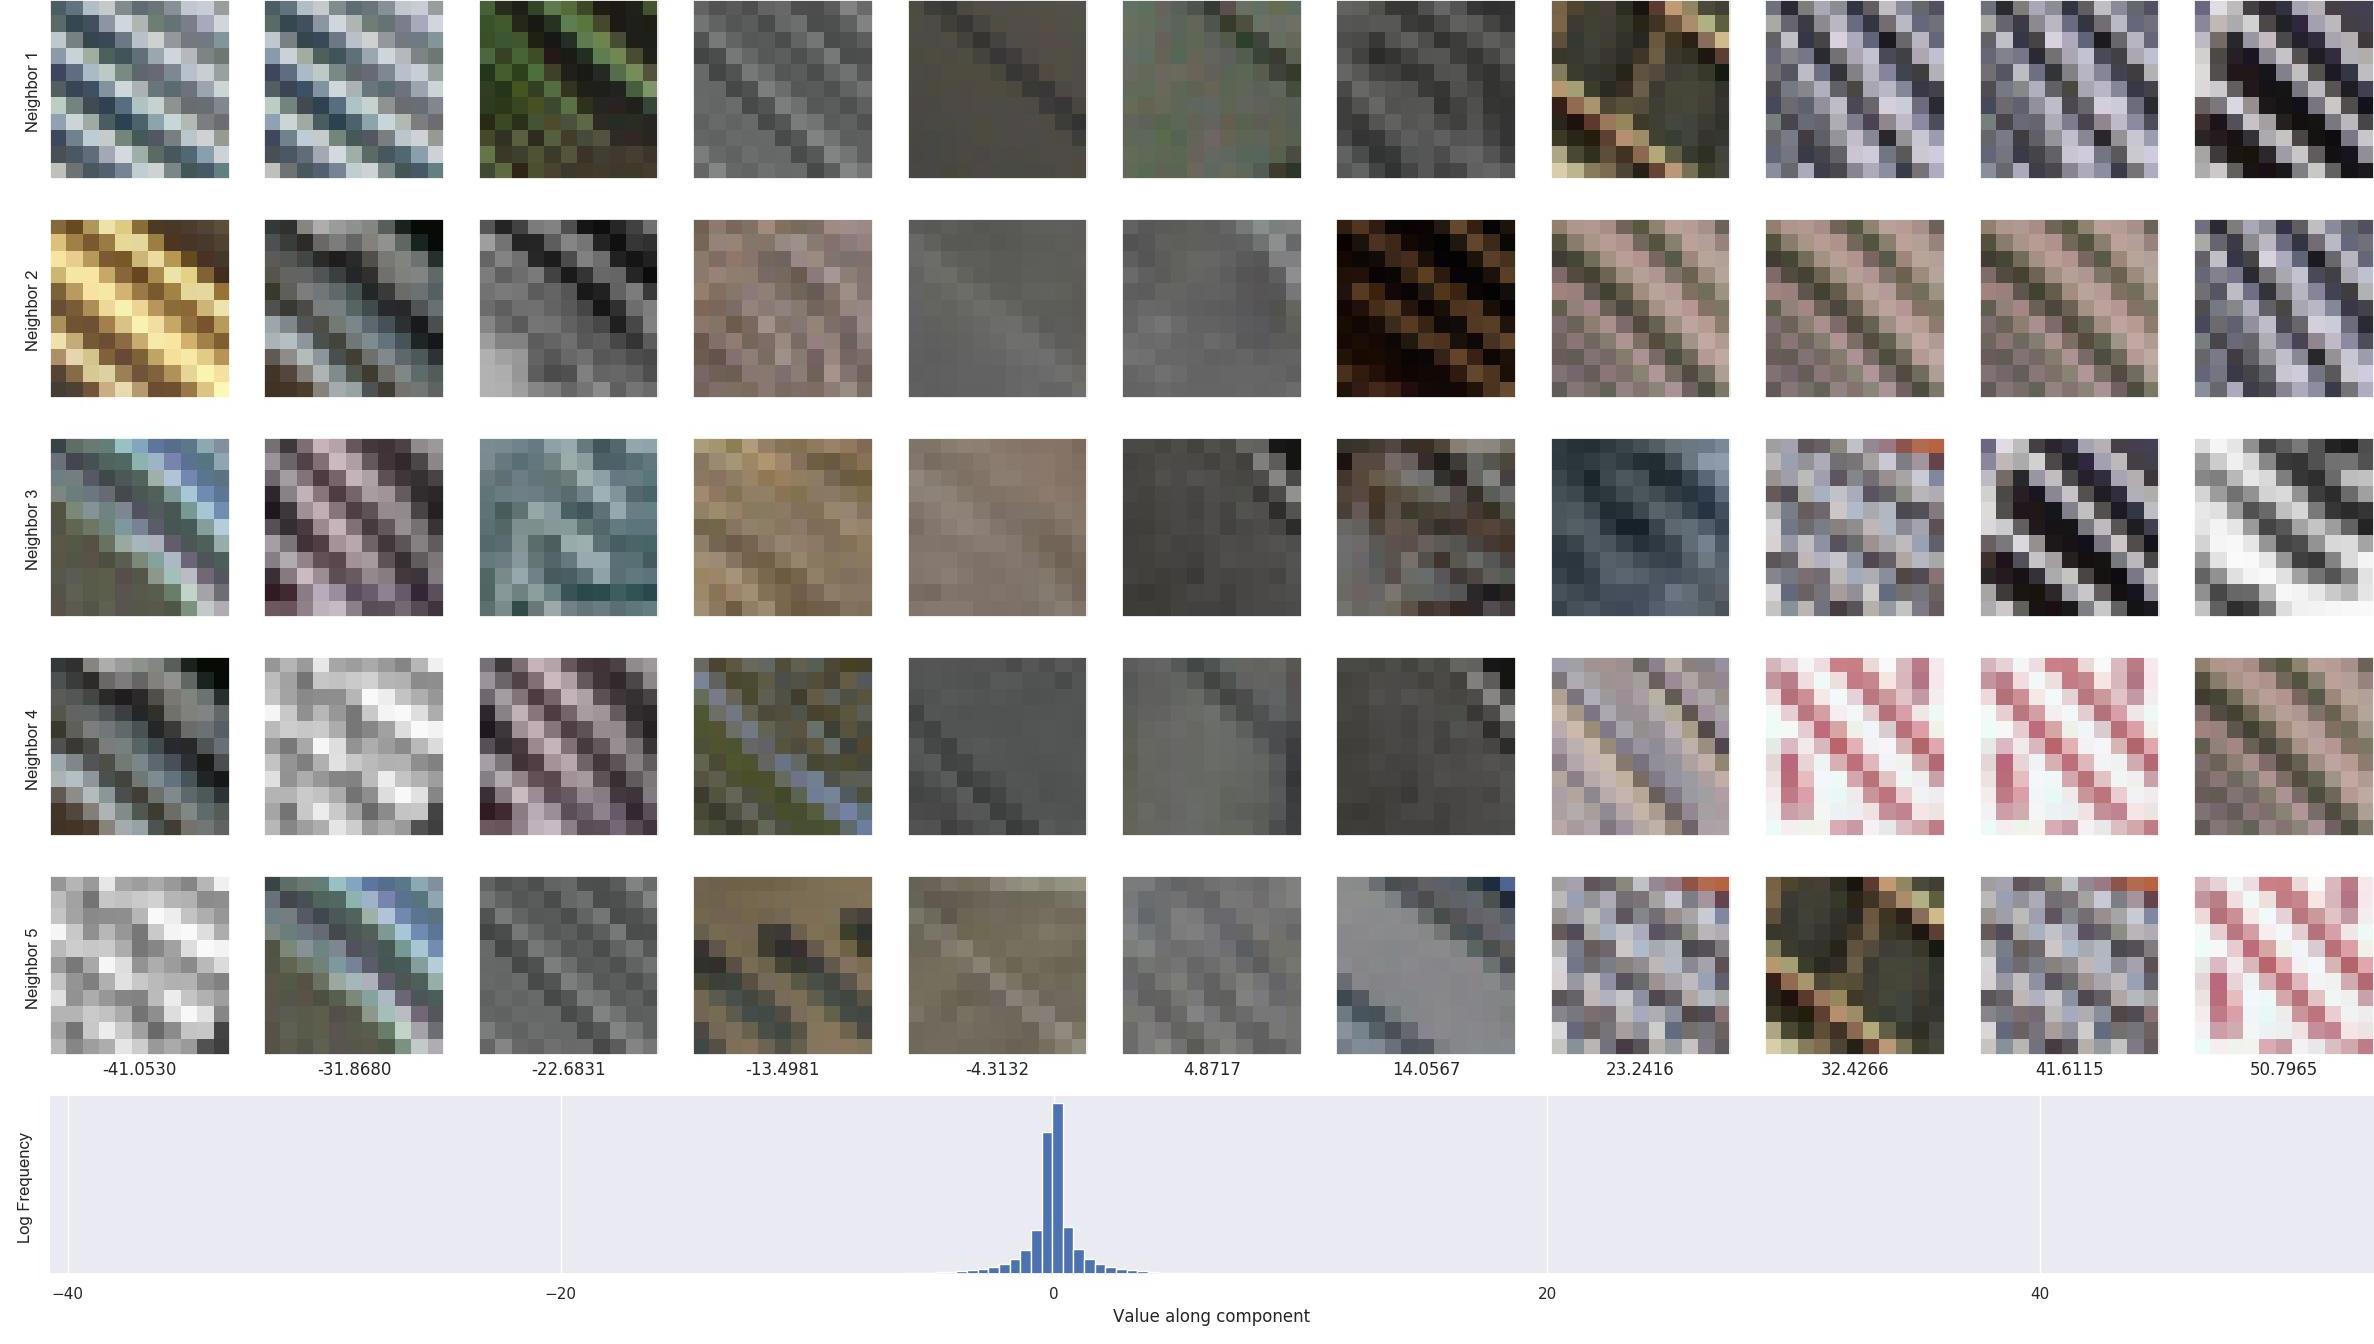 Neighbor 1
Neighbor 2
Neighbor 3
Neighbor 4
Neighbor 5
-41.0530 -31.8680 -22.6831 -13.4981 -4.3132 4.8717 14.0567 23.2416 32.4266 41.6115 50.7965
Log Frequency
−40 −20 0 20 40
Value along component